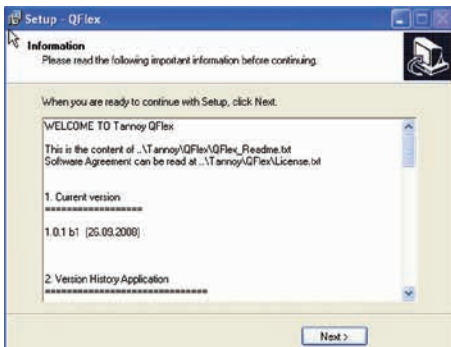 Setup - QFlex
Information
Please read the following important information before continuing.
When you are ready to continue with Setup, click Next.
WELCOME TO Tannoy QFlex
This is the content of ..\Tannoy\QFlex\QFlex_Readme.txt
Software Agreement can be read at ..\Tannoy\QFlex\License.txt
1. Current version
==================
1.0.1 b1 (26.09.2008)
2. Version History Application
==============================
Next >